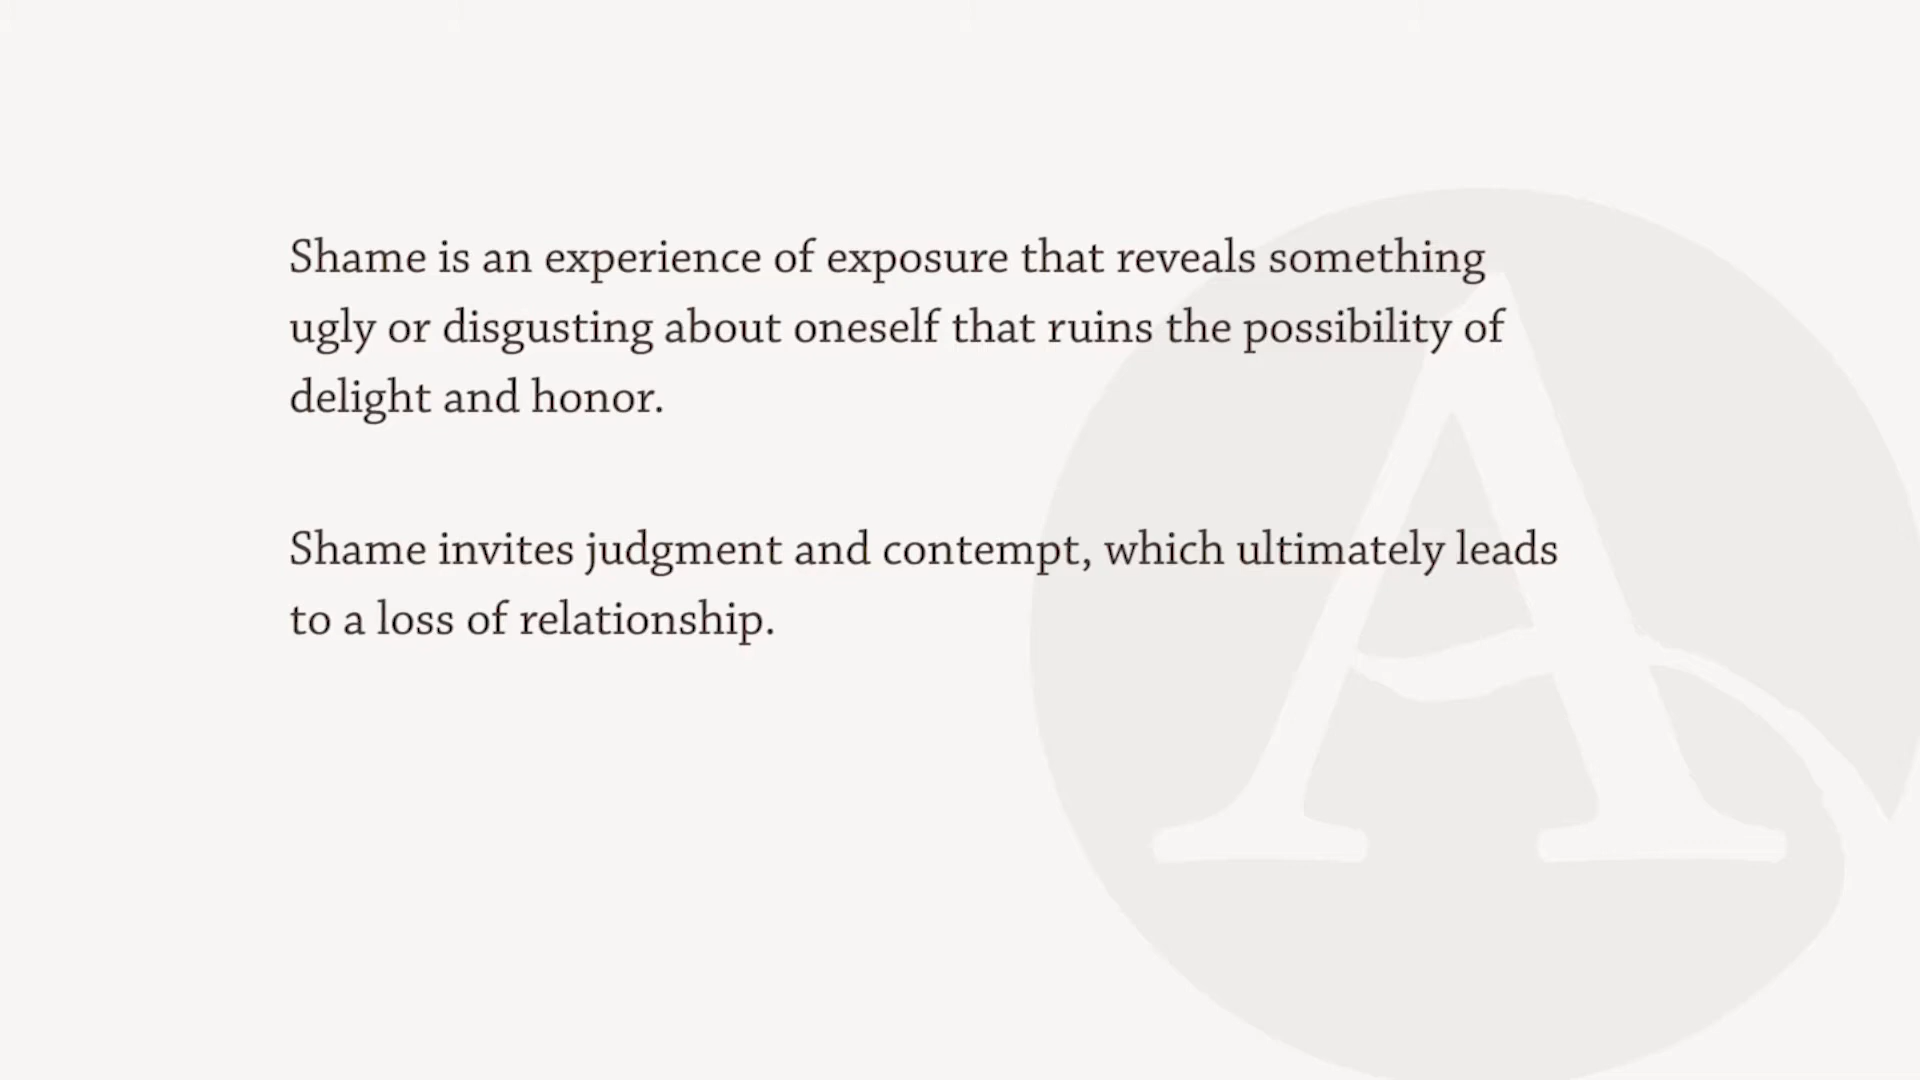 Shame is an experience of exposure that reveals something
ugly or disgusting about oneself that ruins the possibility of
delight and honor.
Shame invites judgment and contempt, which ultimately leads
to a loss of relationship.
A